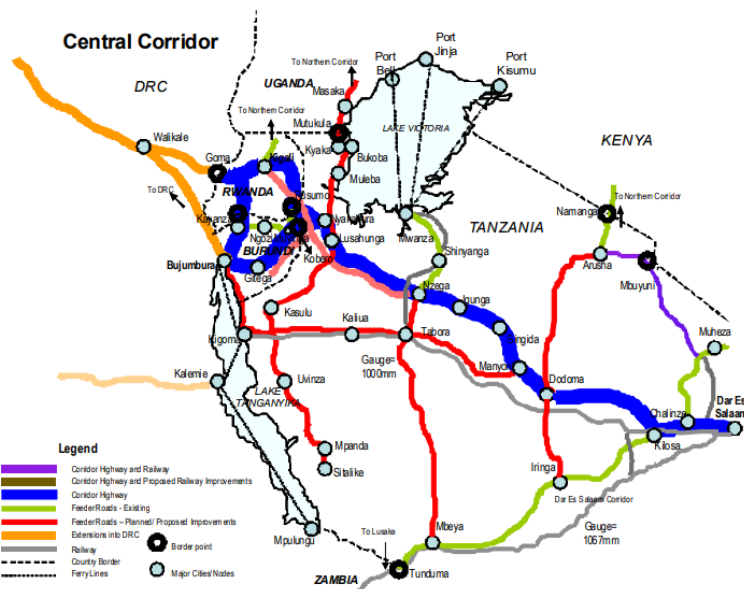 Central Corridor
DRC
UGANDA
To Northern Corridor
Port
Bell
Port
Jinja
Port
Kisumu
Masaka
To Northern Corridor
Mutukula
LAKE VICTORIA
KENYA
Walikale
Goma
Kigali
Kyaka
Bukoba
Muleba
To DRC
RWANDA
To Northern Corridor
Namanga
TANZANIA
Kayanza
Ngozi
BURUNDI
Kobero
Lusahunga
Mwanza
Shinyanga
Arusha
Mbuyuni
Bujumbura
Gitega
Nzega
Igunga
Singida
Kasulu
Kaliua
Tabora
Kigoma
Gauge=
1000mm
Manyoni
Muheza
Kalemie
Uvinza
LAKE
TANGANYIKA
Dodoma
Chalinze
Dar Es
Salaam
Kilosa
Mpanda
Sitalike
Iringa
Dar Es Salaam Corridor
Gauge=
1067mm
Legend
Corridor Highway and Railway
Corridor Highway and Proposed Railway Improvements
Corridor Highway
Feeder Roads - Existing
Feeder Roads – Planned/ Proposed Improvements
Extensions into DRC
Railway
Country Border
Ferry Lines
Border point
Major Cities/Nodes
Mpulungu
To Lusaka
Mbeya
Tunduma
ZAMBIA